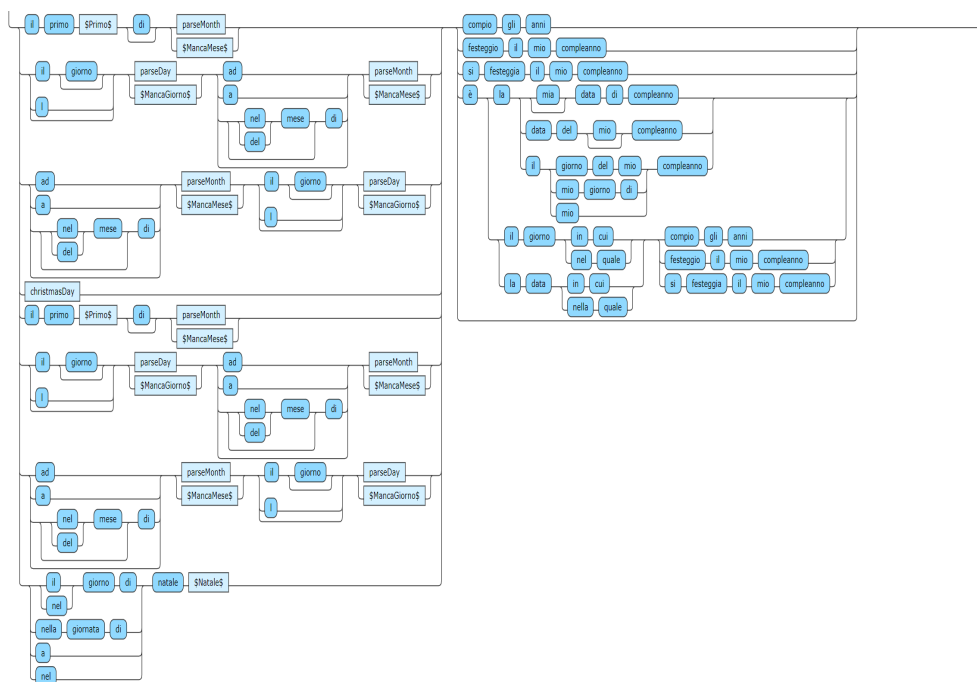 il primo $Primo$ di parseMonth compio gli anni
$MancaMese$ festeggio il mio compleanno
il giorno parseDay ad parseMonth si festeggia il mio compleanno
l $MancaGiorno$ a $MancaMese$ è la mia data di compleanno
nel mese di
del data del mio compleanno
il giorno del mio compleanno
ad parseMonth il giorno parseDay mio giorno di
a $MancaMese$ l $MancaGiorno$ mio
nel mese di il giorno in cui compio gli anni
del nel quale festeggio il mio compleanno
la data in cui si festeggia il mio compleanno
christmasDay nella quale
il primo $Primo$ di parseMonth
$MancaMese$
il giorno parseDay ad parseMonth
l $MancaGiorno$ a $MancaMese$
nel mese di
del
ad parseMonth il giorno parseDay
a $MancaMese$ l $MancaGiorno$
nel mese di
del
il giorno di natale $Natale$
nel
nella giornata di
a
nel